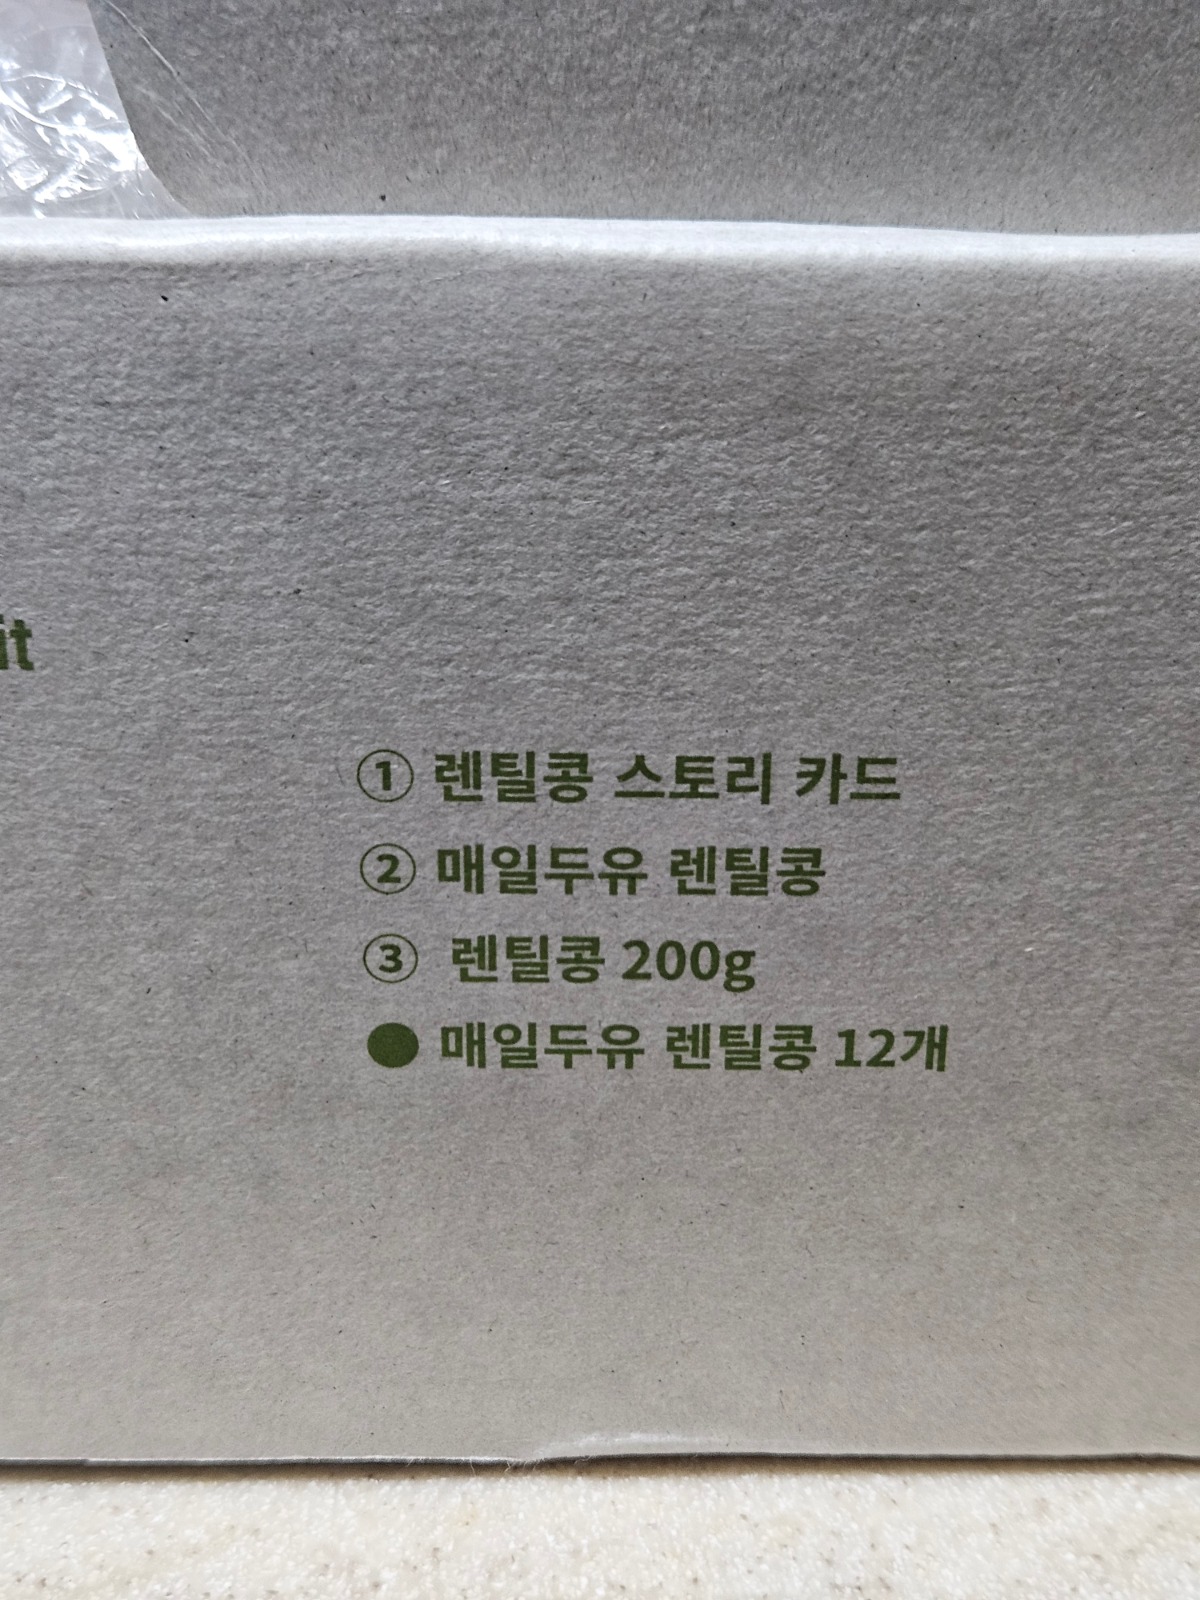 it
① 렌틸콩 스토리 카드
② 매일두유 렌틸콩
③ 렌틸콩 200g
● 매일두유 렌틸콩 12개